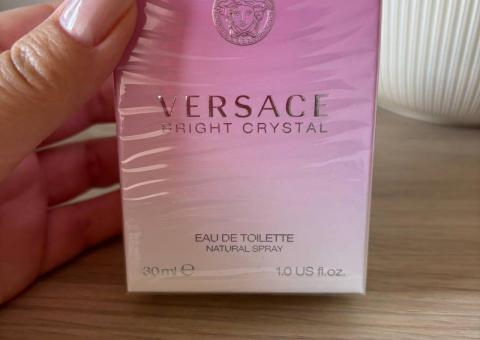 VERSACE
BRIGHT CRYSTAL
EAU DE TOILETTE
NATURAL SPRAY
30 ml ℮ 1.0 US fl.oz.